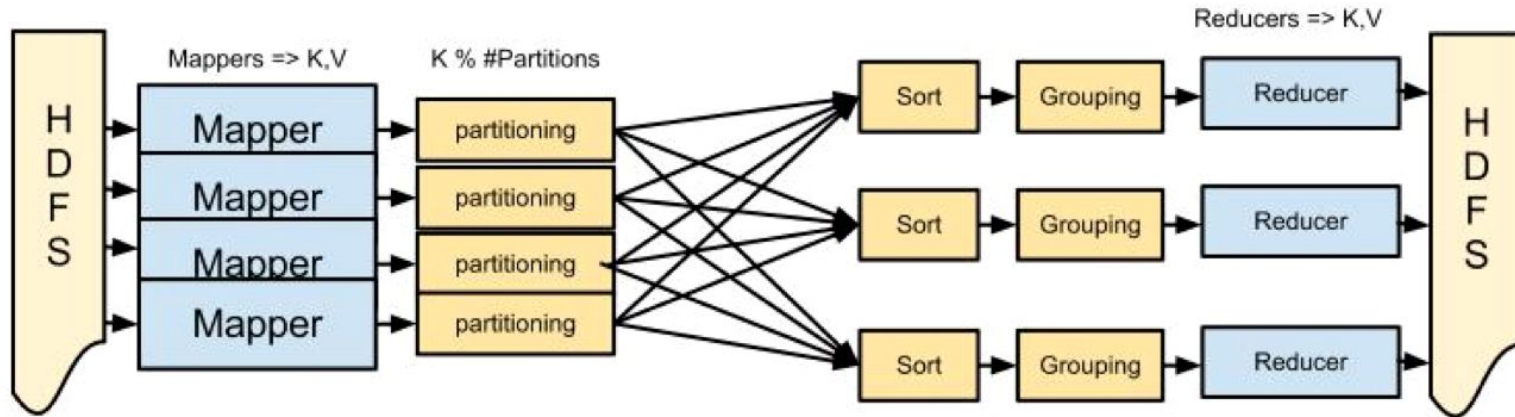 Reducers => K,V
Mappers => K,V
K % #Partitions
H
D
F
S
Mapper
Mapper
Mapper
Mapper
partitioning
partitioning
partitioning
partitioning
Sort
Grouping
Reducer
Sort
Grouping
Reducer
Sort
Grouping
Reducer
H
D
F
S